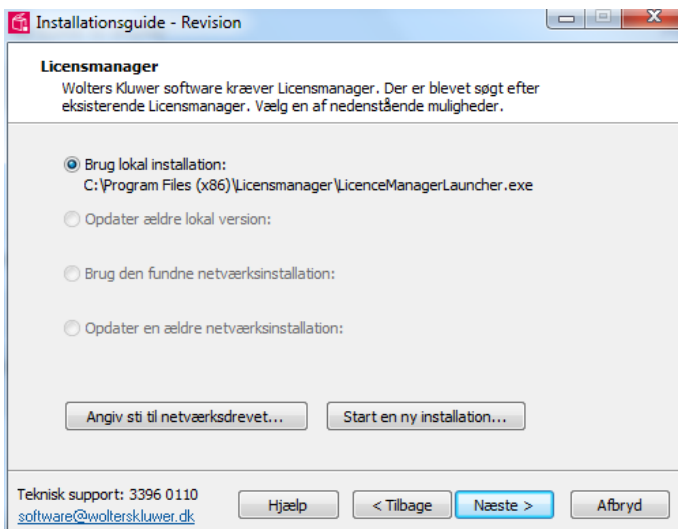 Installationsguide - Revision
Licensmanager
Wolters Kluwer software kræver Licensmanager. Der er blevet søgt efter
eksisterende Licensmanager. Vælg en af nedenstående muligheder.
Brug lokal installation:
C:\Program Files (x86)\Licensmanager\LicenceManagerLauncher.exe
Opdater ældre lokal version:
Brug den fundne netværksinstallation:
Opdater en ældre netværksinstallation:
Angiv sti til netværksdrevet... Start en ny installation...
Teknisk support: 3396 0110
software@wolterskluwer.dk
Hjælp < Tilbage Næste > Afbryd